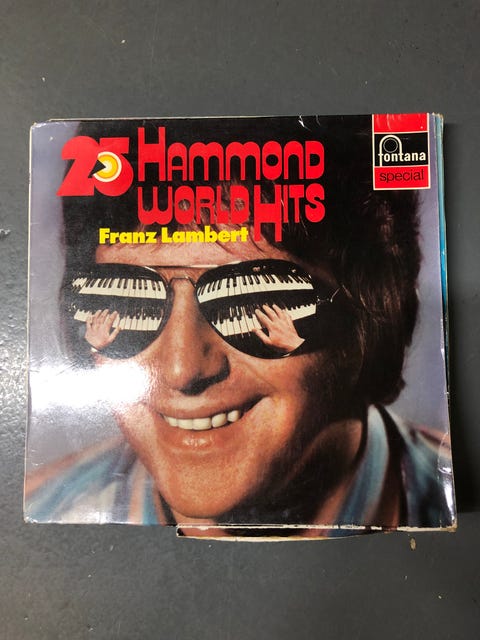 25 HAMMOND
WORLD HITS
Franz Lambert
fontana
special